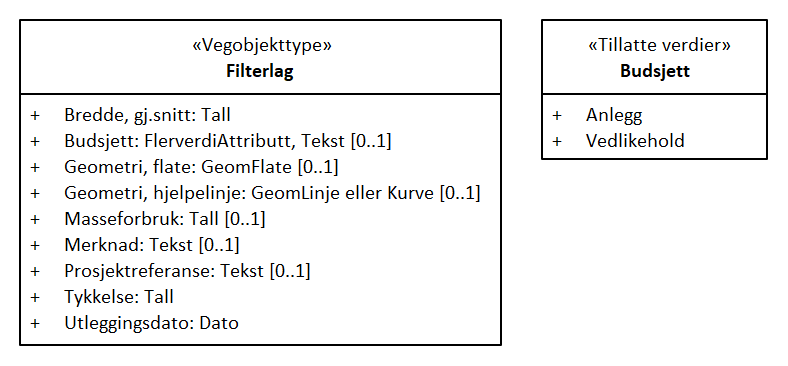 «Vegobjekttype»
Filterlag
+ Bredde, gj.snitt: Tall
+ Budsjett: FlerverdiAttributt, Tekst [0..1]
+ Geometri, flate: GeomFlate [0..1]
+ Geometri, hjelpelinje: GeomLinje eller Kurve [0..1]
+ Masseforbruk: Tall [0..1]
+ Merknad: Tekst [0..1]
+ Prosjektreferanse: Tekst [0..1]
+ Tykkelse: Tall
+ Utleggingsdato: Dato
«Tillatte verdier»
Budsjett
+ Anlegg
+ Vedlikehold